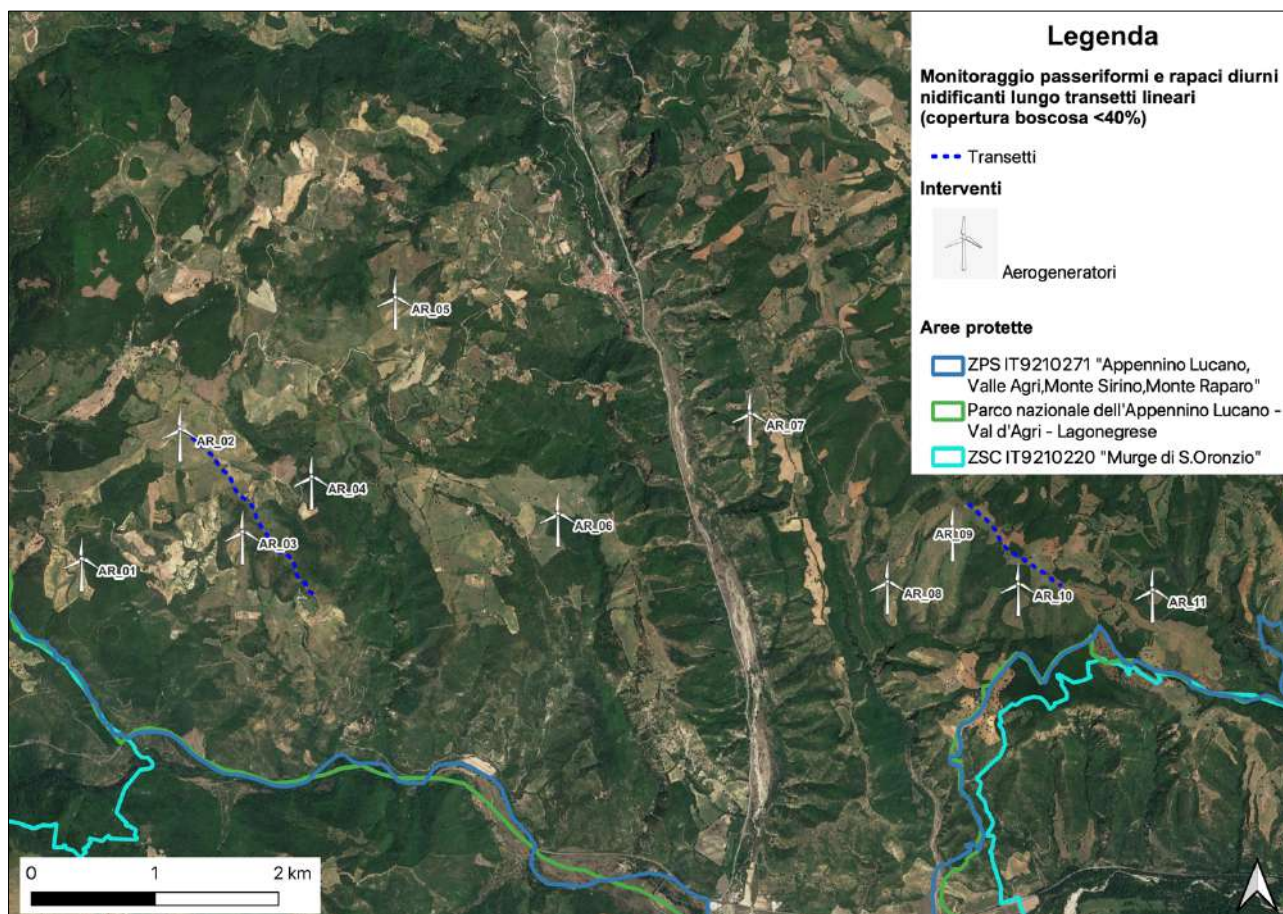 Legenda
Monitoraggio passeriformi e rapaci diurni
nidificanti lungo transetti lineari
(copertura boscosa <40%)
Transetti
Interventi
Aerogeneratori
Aree protette
ZPS IT9210271 "Appennino Lucano,
Valle Agri,Monte Sirino,Monte Raparo"
Parco nazionale dell'Appennino Lucano -
Val d'Agri - Lagonegrese
ZSC IT9210220 "Murge di S.Oronzio"
AR_05
AR_02
AR_07
AR_04
AR_06
AR_03
AR_09
AR_01
AR_08
AR_10
AR_11
0 1 2 km